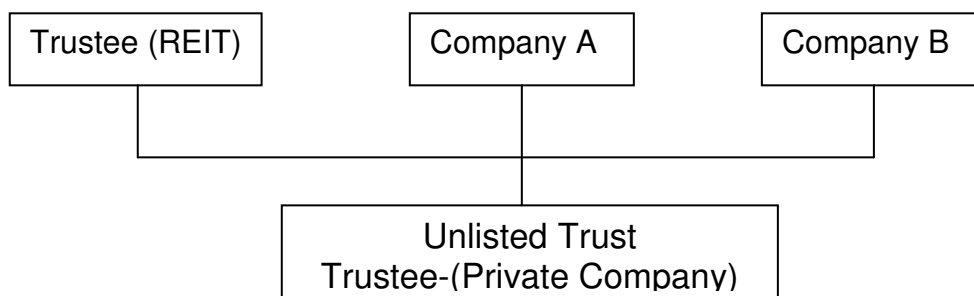 Trustee (REIT)
Company A
Company B
Unlisted Trust
Trustee-(Private Company)